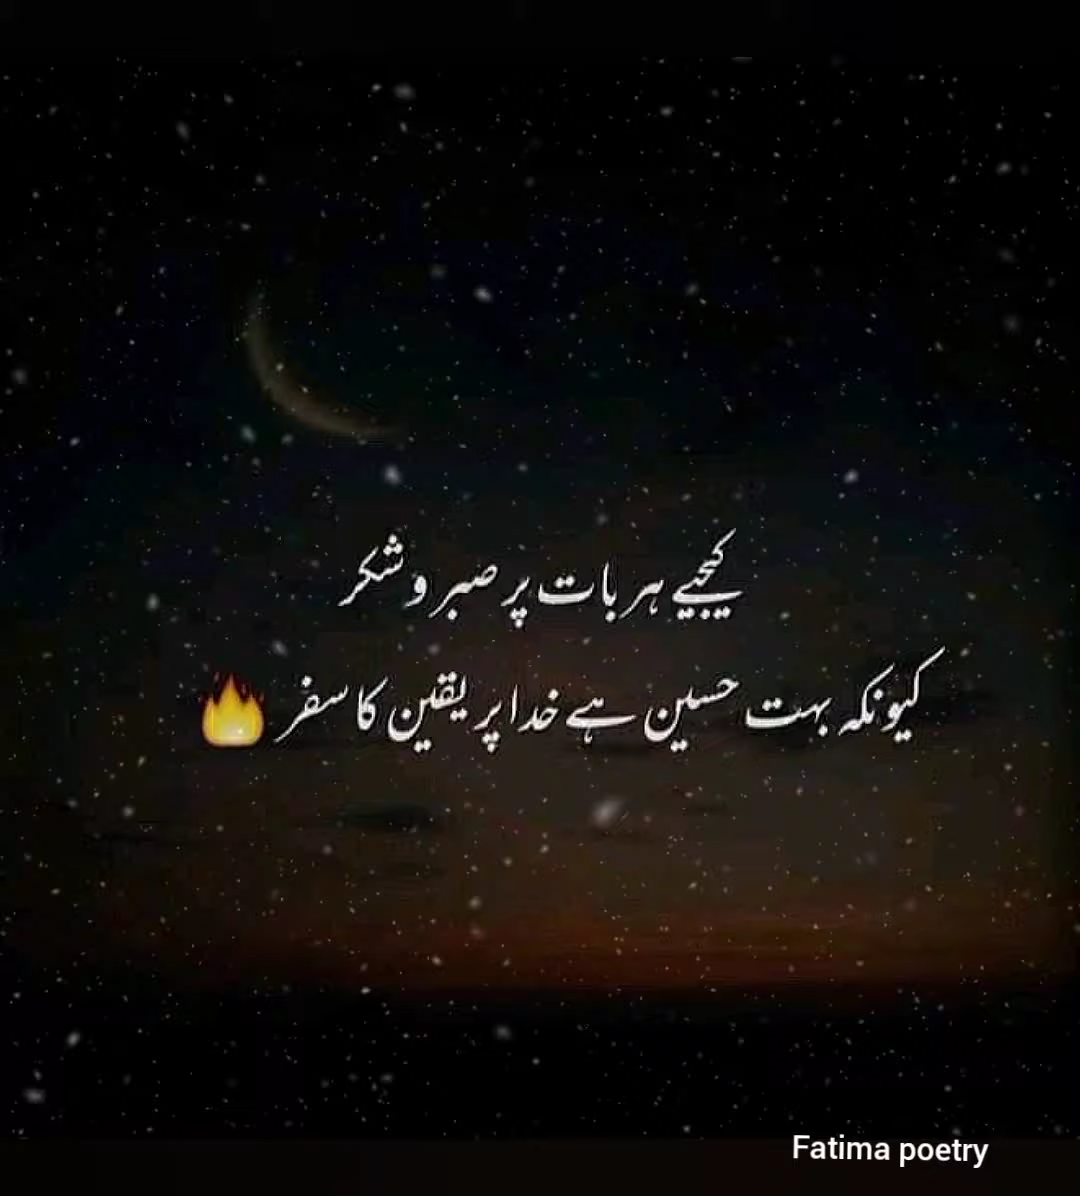 کیجیے ہر بات پر صبر و شکر
کیونکہ بہت حسین ہے خدا پر یقین کا سفر 🔥
Fatima poetry